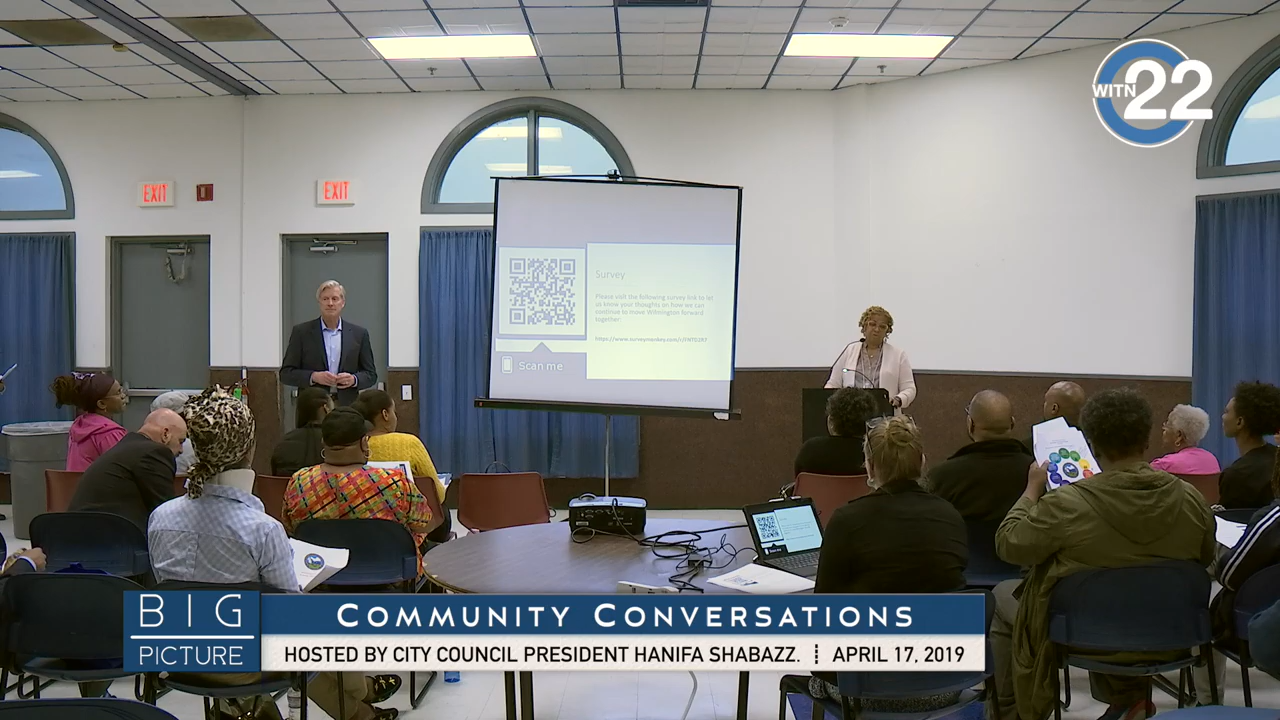 WITN 22
EXIT
EXIT
Survey
Please visit the following survey link to let
us know your thoughts on how we can
continue to move Wilmington forward
together!
Scan me
BIG
PICTURE
COMMUNITY CONVERSATIONS
HOSTED BY CITY COUNCIL PRESIDENT HANIFA SHABAZZ. ┊ APRIL 17, 2019